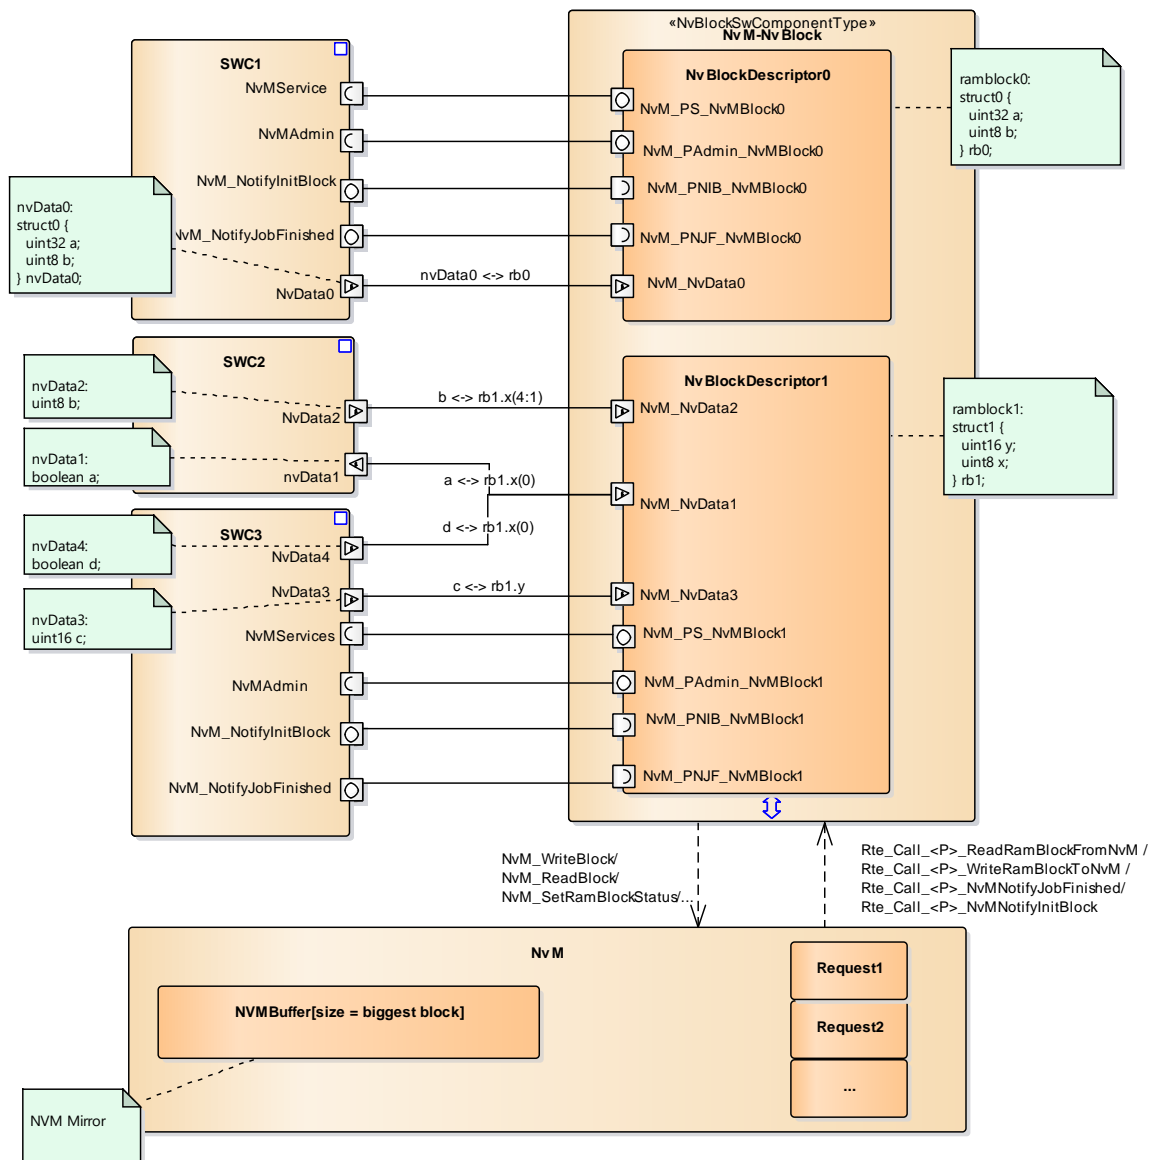 «NvBlockSwComponentType»
NvM-NvBlock
SWC1
NvMService
NvMAdmin
NvM_NotifyInitBlock
NvM_NotifyJobFinished
NvData0
nvData0:
struct0 {
uint32 a;
uint8 b;
} nvData0;
nvData0 <-> rb0
NvBlockDescriptor0
NvM_PS_NvMBlock0
NvM_PAdmin_NvMBlock0
NvM_PNIB_NvMBlock0
NvM_PNJF_NvMBlock0
NvM_NvData0
ramblock0:
struct0 {
uint32 a;
uint8 b;
} rb0;
SWC2
NvData2
nvData1
nvData2:
uint8 b;
nvData1:
boolean a;
b <-> rb1.x(4:1)
a <-> rb1.x(0)
d <-> rb1.x(0)
c <-> rb1.y
NvBlockDescriptor1
NvM_NvData2
NvM_NvData1
NvM_NvData3
NvM_PS_NvMBlock1
NvM_PAdmin_NvMBlock1
NvM_PNIB_NvMBlock1
NvM_PNJF_NvMBlock1
ramblock1:
struct1 {
uint16 y;
uint8 x;
} rb1;
SWC3
NvData4
NvData3
NvMServices
NvMAdmin
NvM_NotifyInitBlock
NvM_NotifyJobFinished
nvData4:
boolean d;
nvData3:
uint16 c;
NvM_WriteBlock/
NvM_ReadBlock/
NvM_SetRamBlockStatus/...
Rte_Call_<P>_ReadRamBlockFromNvM /
Rte_Call_<P>_WriteRamBlockToNvM /
Rte_Call_<P>_NvMNotifyJobFinished/
Rte_Call_<P>_NvMNotifyInitBlock
NvM
NVMBuffer[size = biggest block]
Request1
Request2
...
NVM Mirror